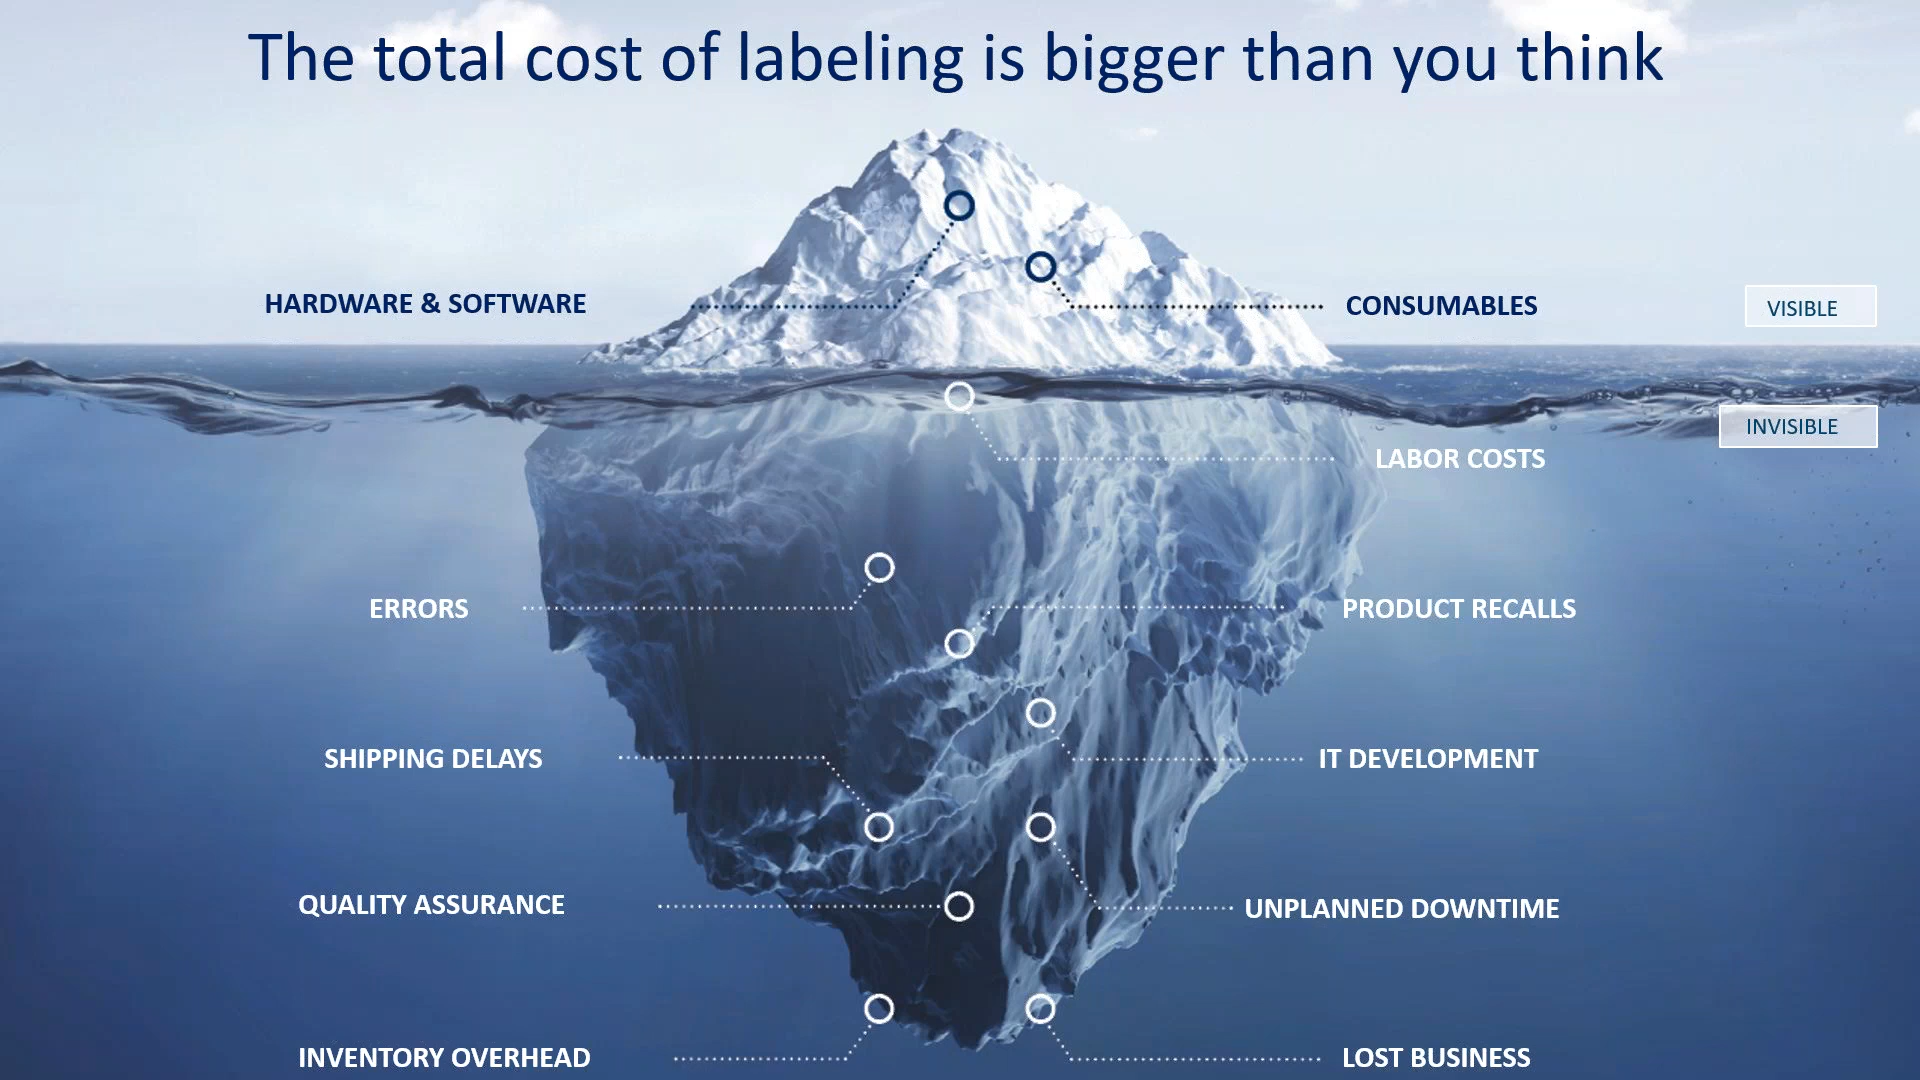 The total cost of labeling is bigger than you think
HARDWARE & SOFTWARE
CONSUMABLES
VISIBLE
INVISIBLE
LABOR COSTS
ERRORS
PRODUCT RECALLS
SHIPPING DELAYS
IT DEVELOPMENT
QUALITY ASSURANCE
UNPLANNED DOWNTIME
INVENTORY OVERHEAD
LOST BUSINESS